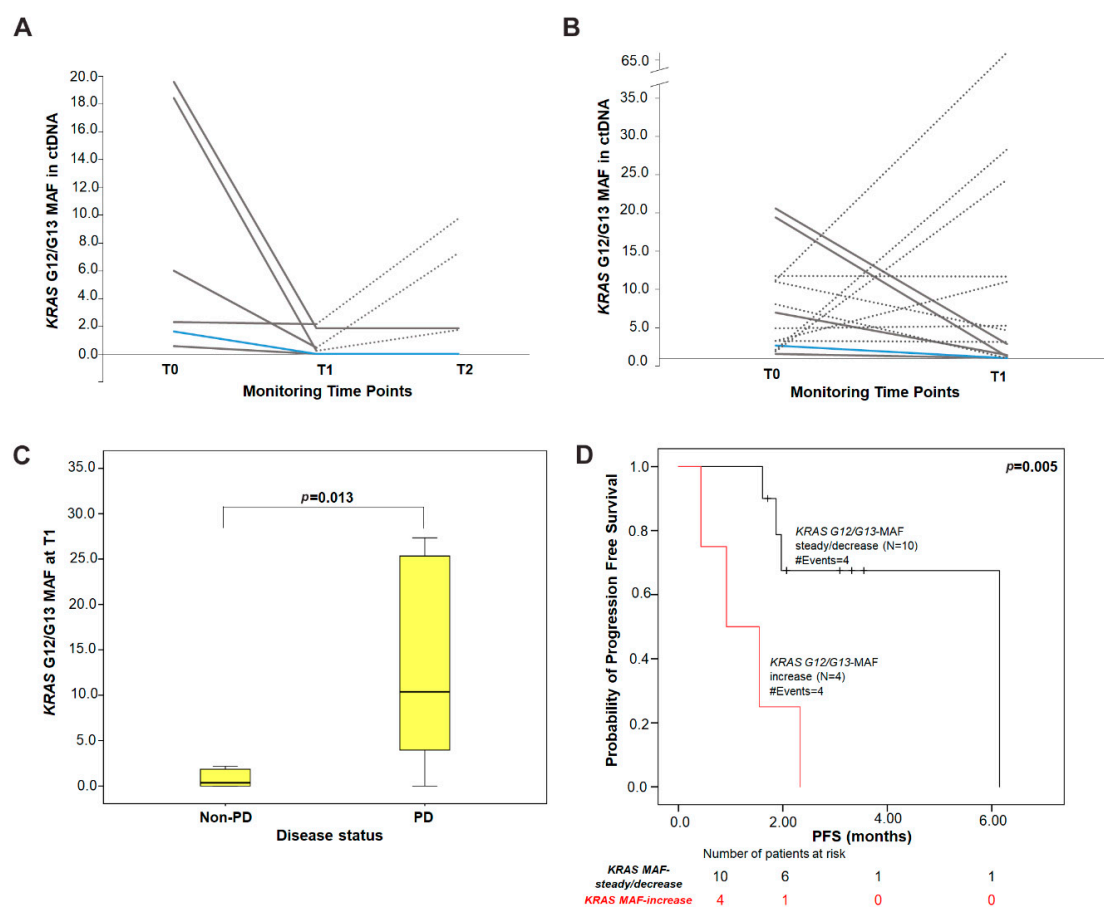 A
KRAS G12/G13 MAF in ctDNA
20.0
18.0
16.0
14.0
12.0
10.0
8.0
6.0
4.0
2.0
0.0
T0
T1
T2
Monitoring Time Points
B
KRAS G12/G13 MAF in ctDNA
65.0
35.0
30.0
25.0
20.0
15.0
10.0
5.0
0.0
T0
T1
Monitoring Time Points
C
KRAS G12/G13 MAF at T1
35.0
30.0
25.0
20.0
15.0
10.0
5.0
0.0
p=0.013
Non-PD
PD
Disease status
D
Probability of Progression Free Survival
1.0
0.8
0.6
0.4
0.2
0.0
p=0.005
KRAS G12/G13-MAF
steady/decrease (N=10)
#Events=4
KRAS G12/G13-MAF
increase (N=4)
#Events=4
0.0
2.00
4.00
6.00
PFS (months)
Number of patients at risk
KRAS MAF-
steady/decrease
10 6 1 1
KRAS MAF-increase 4 1 0 0